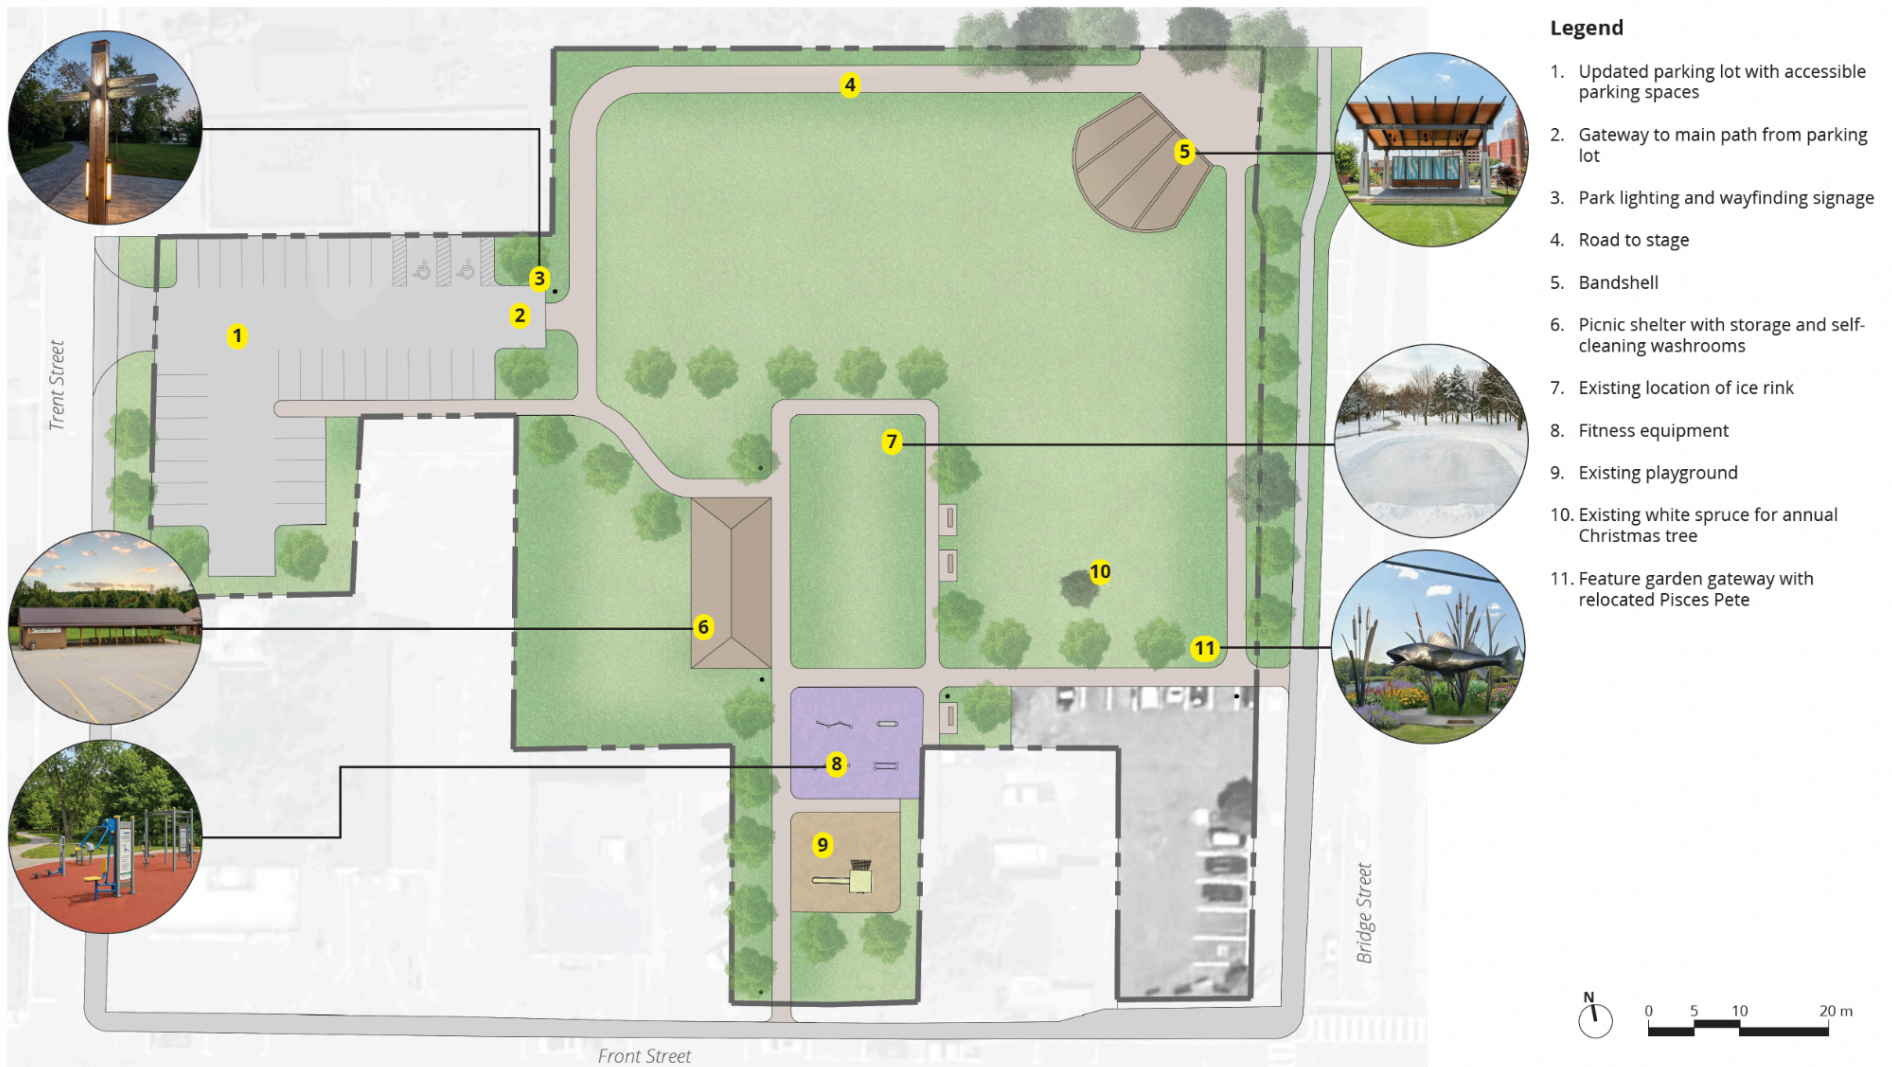 Legend
1. Updated parking lot with accessible
parking spaces
2. Gateway to main path from parking
lot
3. Park lighting and wayfinding signage
4. Road to stage
5. Bandshell
6. Picnic shelter with storage and self-
cleaning washrooms
7. Existing location of ice rink
8. Fitness equipment
9. Existing playground
10. Existing white spruce for annual
Christmas tree
11. Feature garden gateway with
relocated Pisces Pete
4
5
3
2
1
7
10
6
11
8
9
Trent Street
Bridge Street
Front Street
N
0 5 10 20 m